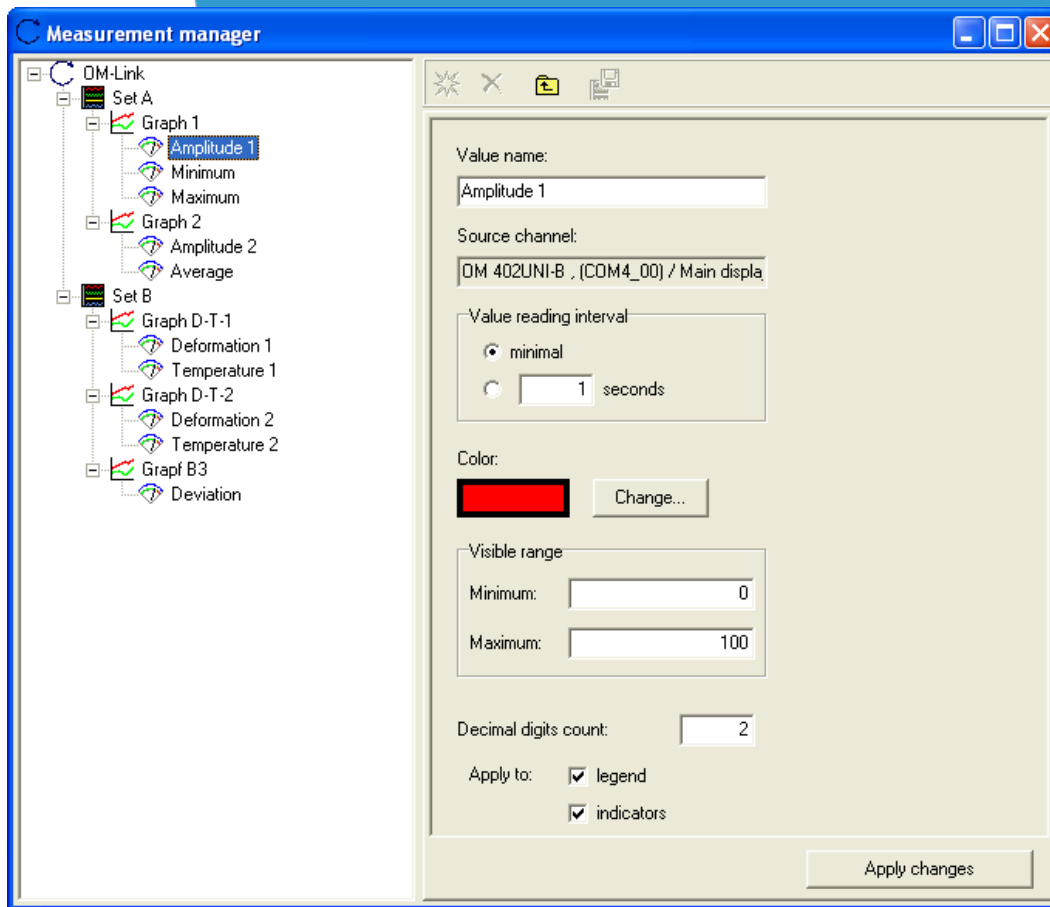 Measurement manager
OM-Link
Set A
Graph 1
Amplitude 1
Minimum
Maximum
Graph 2
Amplitude 2
Average
Set B
Graph D-T-1
Deformation 1
Temperature 1
Graph D-T-2
Deformation 2
Temperature 2
Grapf B3
Deviation
Value name:
Amplitude 1
Source channel:
OM 402UNI-B , (COM4_00) / Main displa
Value reading interval
minimal
1 seconds
Color:
Change...
Visible range
Minimum: 0
Maximum: 100
Decimal digits count: 2
Apply to: legend
indicators
Apply changes